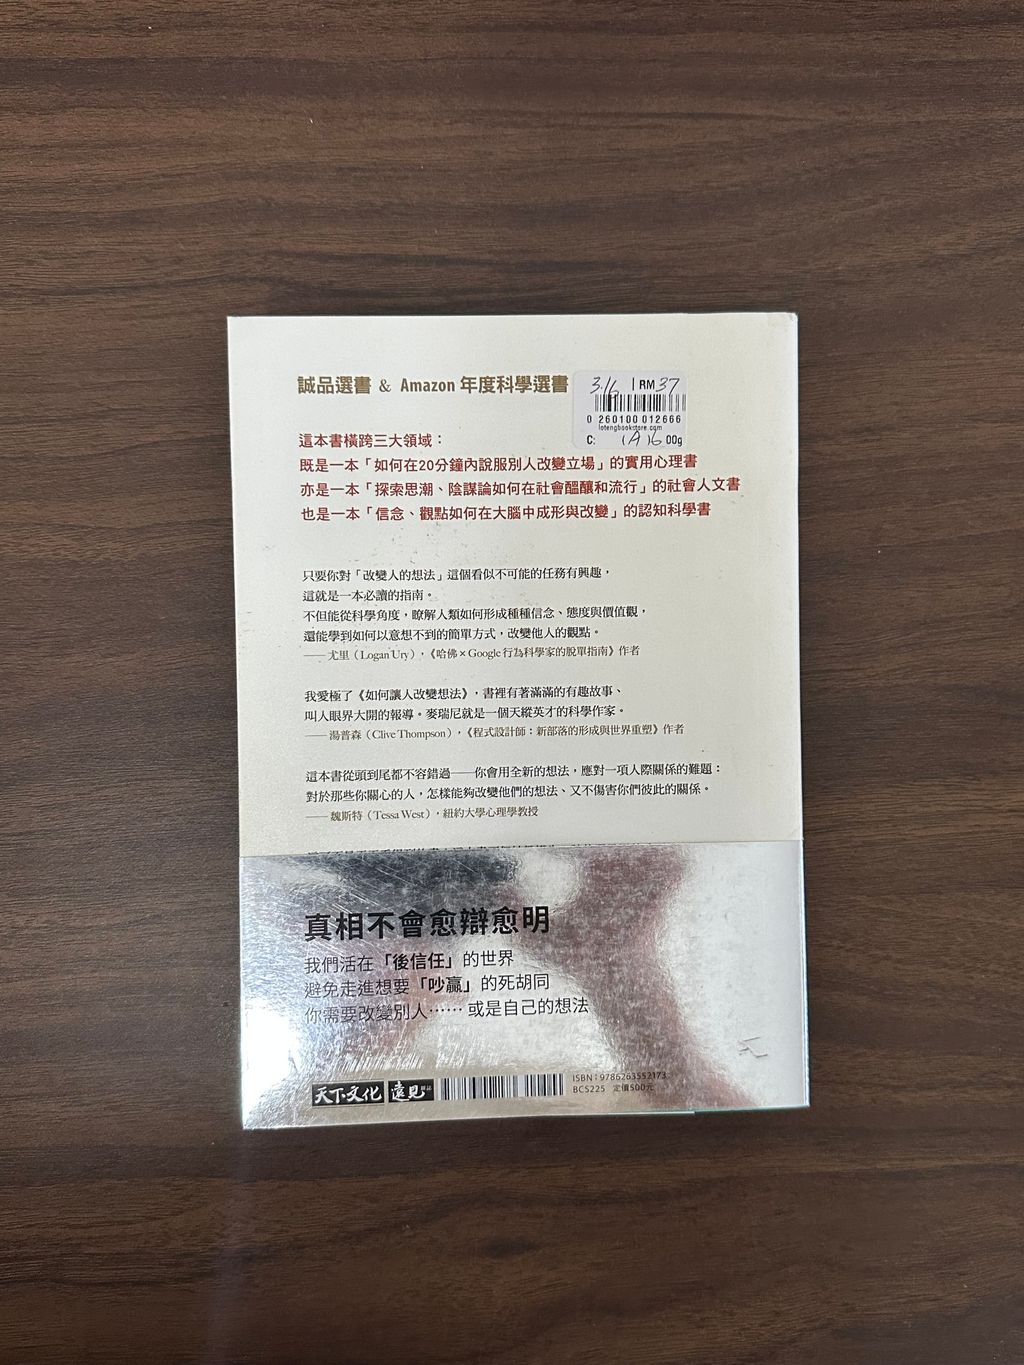 誠品選書 & Amazon 年度科學選書
RM 37
0 260100 012666
lotengbookstore.com
C: 00g
這本書橫跨三大領域：
既是一本「如何在20分鐘內說服別人改變立場」的實用心理書
亦是一本「探索思潮、陰謀論如何在社會醞釀和流行」的社會人文書
也是一本「信念、觀點如何在大腦中成形與改變」的認知科學書
只要你對「改變人的想法」這個看似不可能的任務有興趣，
這就是一本必讀的指南。
不但能從科學角度，瞭解人類如何形成種種信念、態度與價值觀，
還能學到如何以意想不到的簡單方式，改變他人的觀點。
——尤里（Logan Ury），《哈佛×Google行為科學家的脫單指南》作者
我愛極了《如何讓人改變想法》，書裡有著滿滿的有趣故事、
叫人眼界大開的報導。麥瑞尼就是一個天縱英才的科學作家。
——湯普森（Clive Thompson），《程式設計師：新部落的形成與世界重塑》作者
這本書從頭到尾都不容錯過——你會用全新的想法，應對一項人際關係的難題：
對於那些你關心的人，怎樣能夠改變他們的想法、又不傷害你們彼此的關係。
——魏斯特（Tessa West），紐約大學心理學教授
真相不會愈辯愈明
我們活在「後信任」的世界
避免走進想要「吵贏」的死胡同
你需要改變別人……或是自己的想法
天下文化 遠見
ISBN：9786263552173
BCS225 定價500元